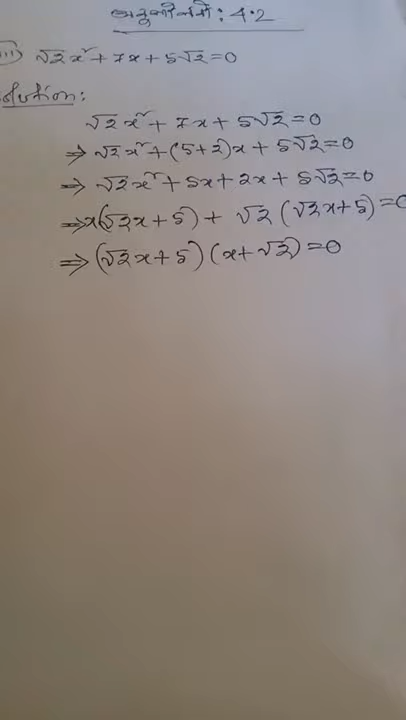 অনুশীলনী: 4.2
iii) √2x² + 7x + 5√2 = 0
olution:
√2x² + 7x + 5√2 = 0
⇒ √2x² + (5+2)x + 5√2 = 0
⇒ √2x² + 5x + 2x + 5√2 = 0
⇒ x(√2x + 5) + √2 (√2x + 5) = 0
⇒ (√2x + 5) (x + √2) = 0